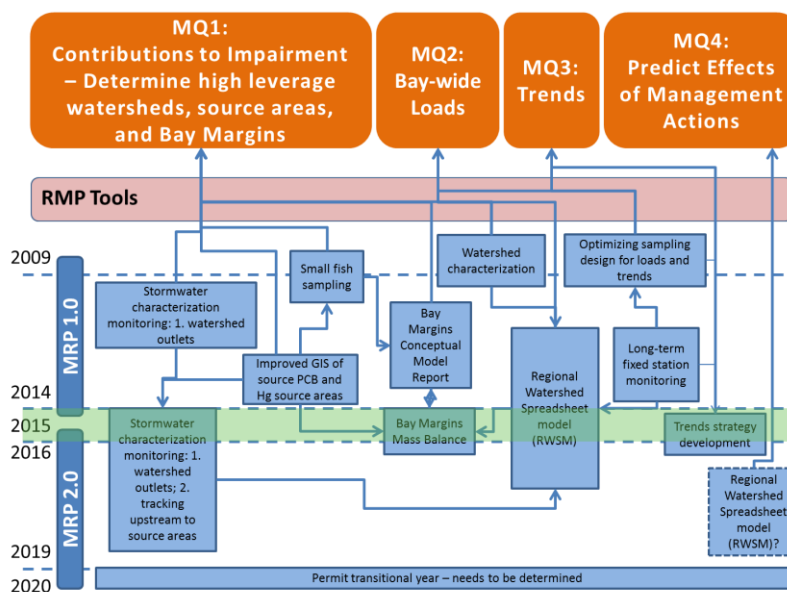 MQ1:
Contributions to Impairment
– Determine high leverage
watersheds, source areas,
and Bay Margins
MQ2:
Bay-wide
Loads
MQ3:
Trends
MQ4:
Predict Effects
of Management
Actions
RMP Tools
2009
MRP 1.0
2014
2015
2016
MRP 2.0
2019
2020
Stormwater
characterization
monitoring: 1. watershed
outlets
Small fish
sampling
Watershed
characterization
Optimizing sampling
design for loads and
trends
Improved GIS of
source PCB and
Hg source areas
Bay
Margins
Conceptual
Model
Report
Regional
Watershed
Spreadsheet
model
(RWSM)
Long-term
fixed station
monitoring
Stormwater
characterization
monitoring: 1.
watershed
outlets; 2.
tracking
upstream to
source areas
Bay Margins
Mass Balance
Trends strategy
development
Regional
Watershed
Spreadsheet
model
(RWSM)?
Permit transitional year – needs to be determined